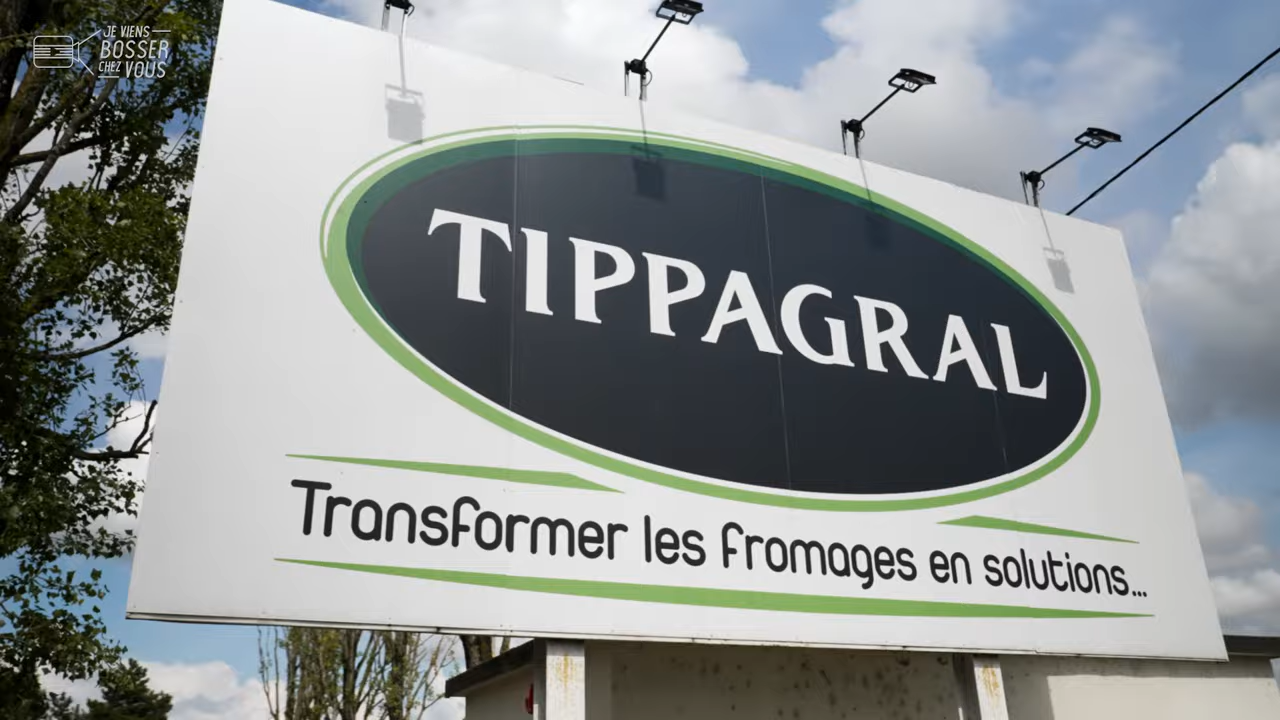 JE VIENS
BOSSER
CHEZ VOUS
TIPPAGRAL
Transformer les fromages en solutions...